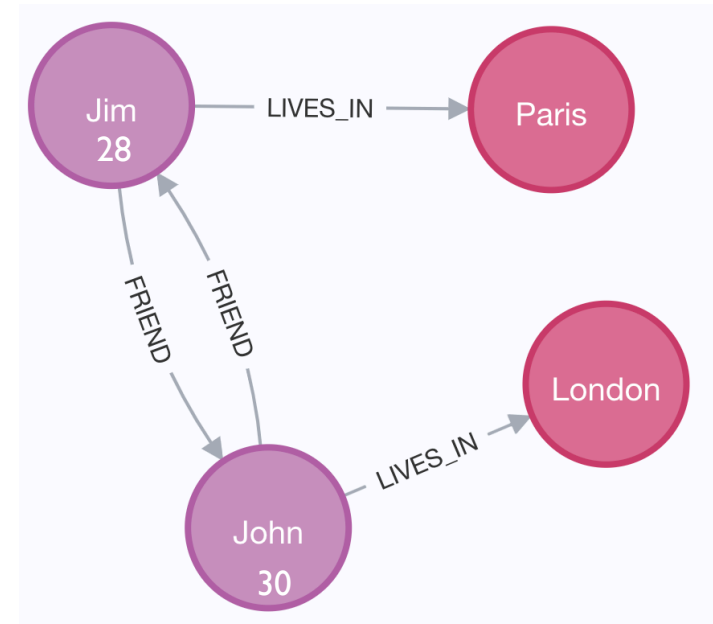 Jim
28
LIVES_IN
Paris
FRIEND
FRIEND
London
LIVES_IN
John
30